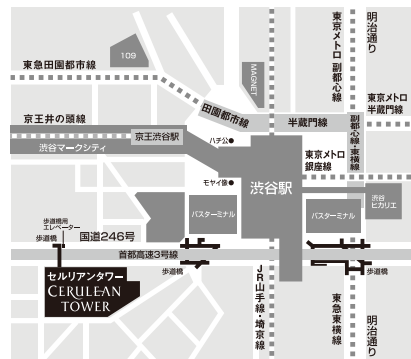 109
東急田園都市線
MAGNET
東京メトロ 副都心線
明治通り
東京メトロ
半蔵門線
田園都市線
半蔵門線
副都心線・東横線
京王井の頭線
京王渋谷駅
ハチ公●
渋谷マークシティ
東京メトロ
銀座線
モヤイ像●
渋谷駅
渋谷
ヒカリエ
バスターミナル
バスターミナル
歩道橋用
エレベーター
歩道橋
国道246号
歩道橋
首都高速3号線
歩道橋
セルリアンタワー
CERULEAN
TOWER
JR山手線・埼京線
東急東横線
明治通り